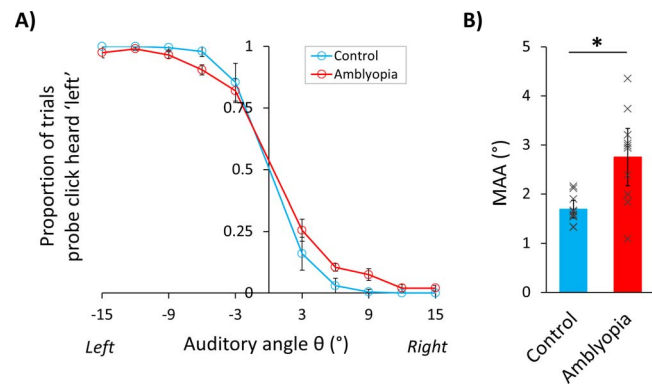 A)
Proportion of trials
probe click heard 'left'
1
0.75
0.5
0.25
0
-15
-9
-3
3
9
15
Left
Auditory angle θ (°)
Right
Control
Amblyopia
B)
*
MAA (°)
5
4
3
2
1
0
Control
Amblyopia